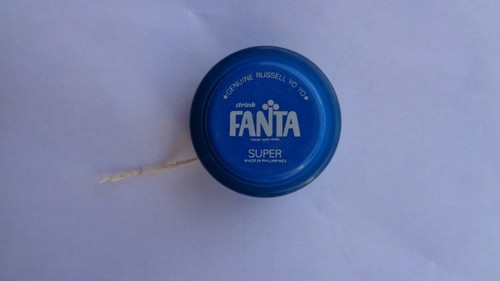 ★GENUINE RUSSELL YO YO★
drink
FANTA
SUPER
MADE IN PHILIPPINES